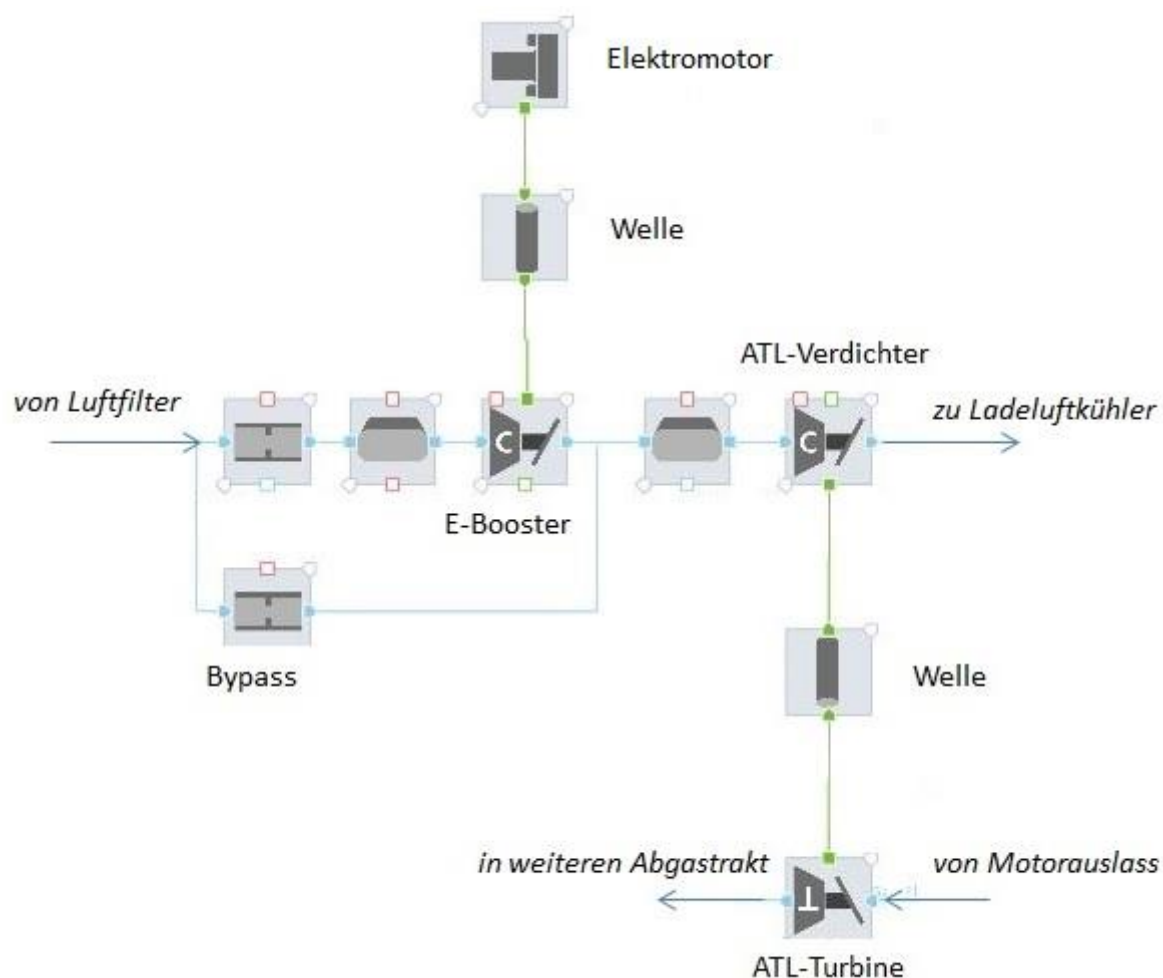 Elektromotor
Welle
ATL-Verdichter
von Luftfilter
zu Ladeluftkühler
C
C
E-Booster
Bypass
Welle
in weiteren Abgastrakt
von Motorauslass
T
ATL-Turbine